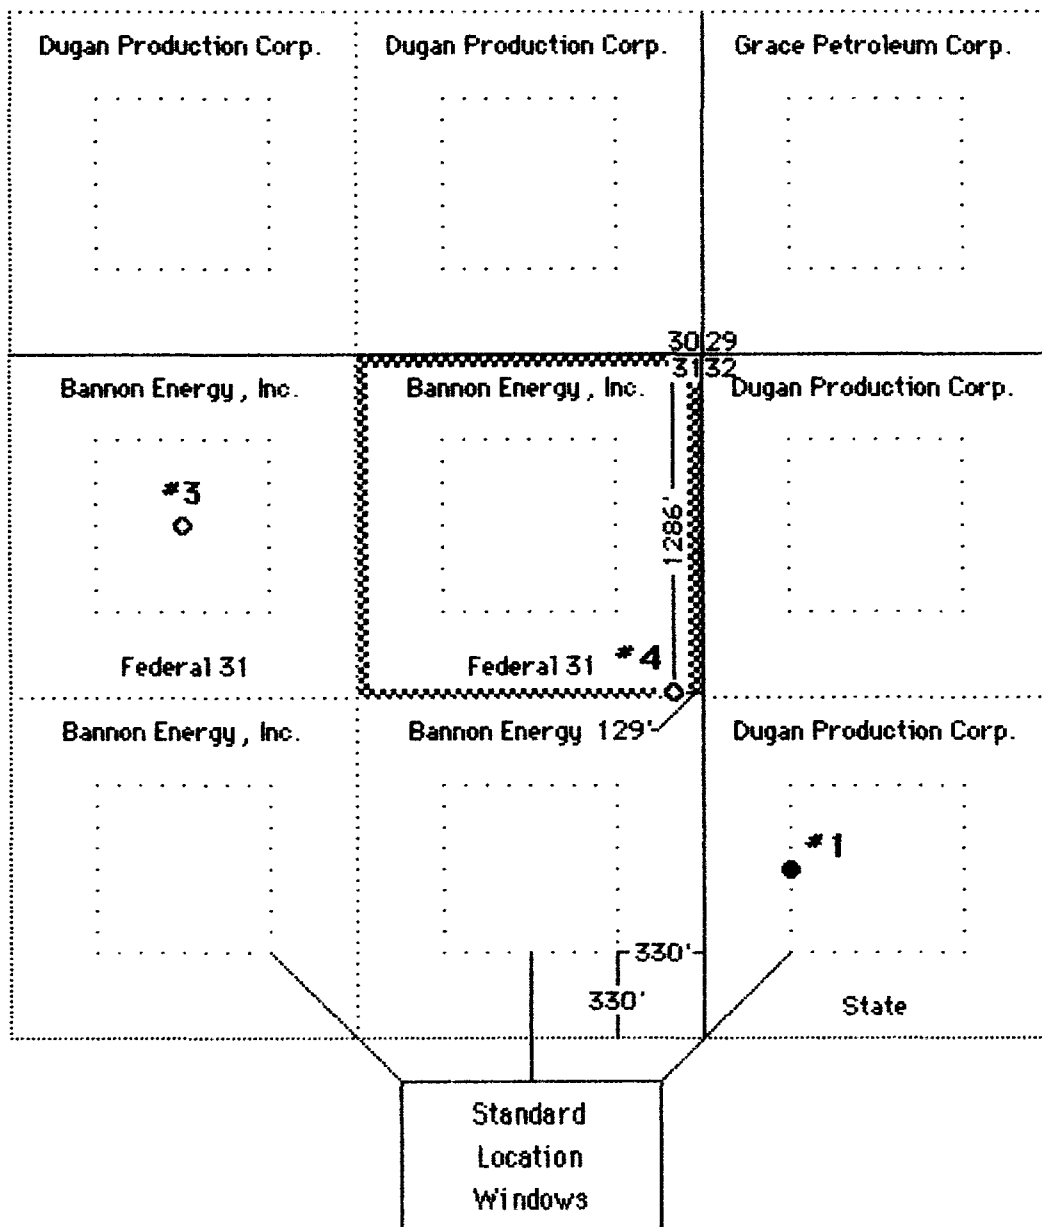 Dugan Production Corp.
Dugan Production Corp.
Grace Petroleum Corp.
30 29
31 32
Bannon Energy, Inc.
Bannon Energy, Inc.
Dugan Production Corp.
#3
1286'
Federal 31
Federal 31
#4
Bannon Energy, Inc.
Bannon Energy
129'
Dugan Production Corp.
#1
330'
330'
State
Standard
Location
Windows